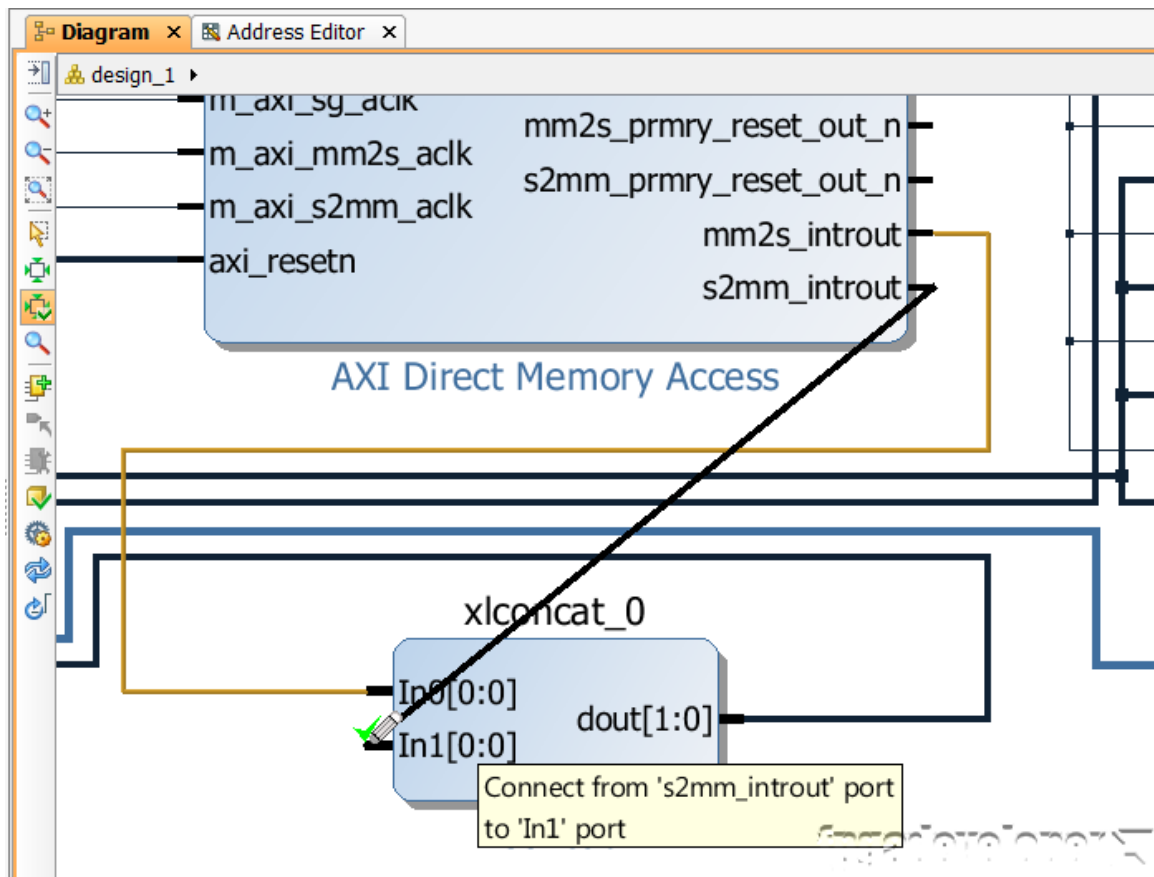 Diagram
Address Editor
design_1
m_axi_sg_aclk
m_axi_mm2s_aclk
m_axi_s2mm_aclk
axi_resetn
mm2s_prmry_reset_out_n
s2mm_prmry_reset_out_n
mm2s_introut
s2mm_introut
AXI Direct Memory Access
xlconcat_0
In0[0:0]
In1[0:0]
dout[1:0]
Connect from 's2mm_introut' port
to 'In1' port